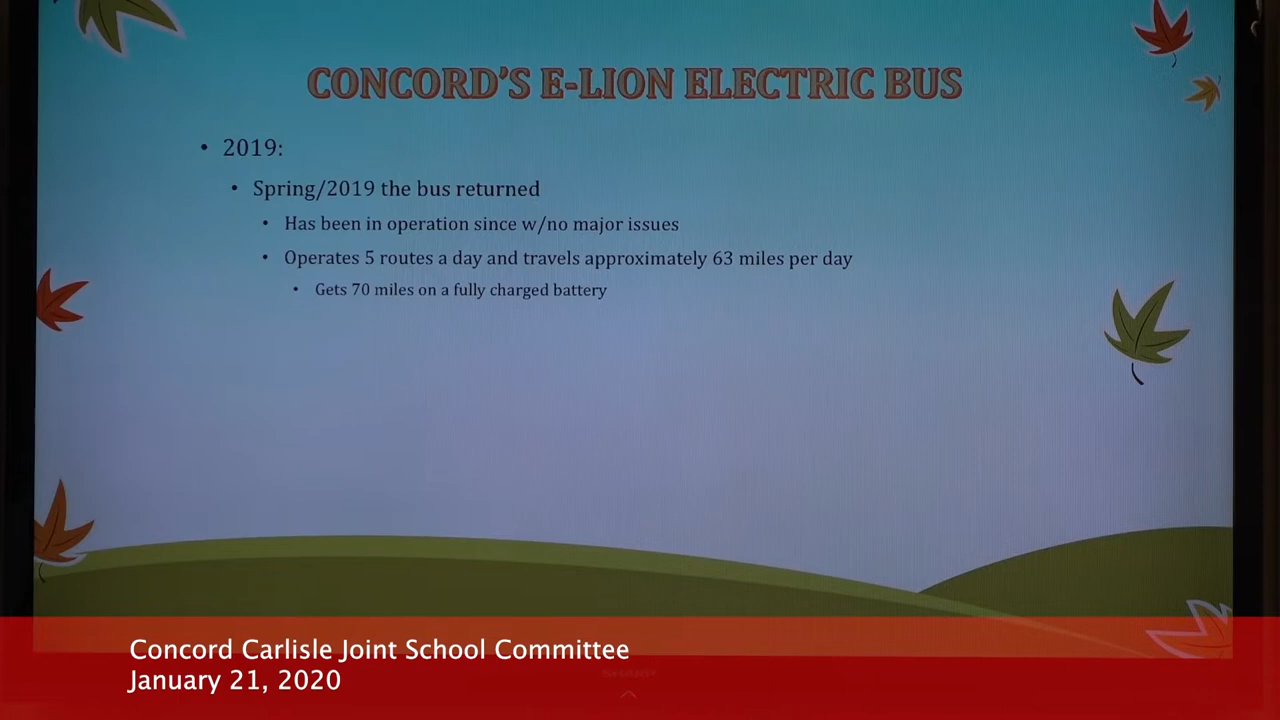 CONCORD'S E-LION ELECTRIC BUS
• 2019:
• Spring/2019 the bus returned
• Has been in operation since w/no major issues
• Operates 5 routes a day and travels approximately 63 miles per day
• Gets 70 miles on a fully charged battery
Concord Carlisle Joint School Committee
January 21, 2020